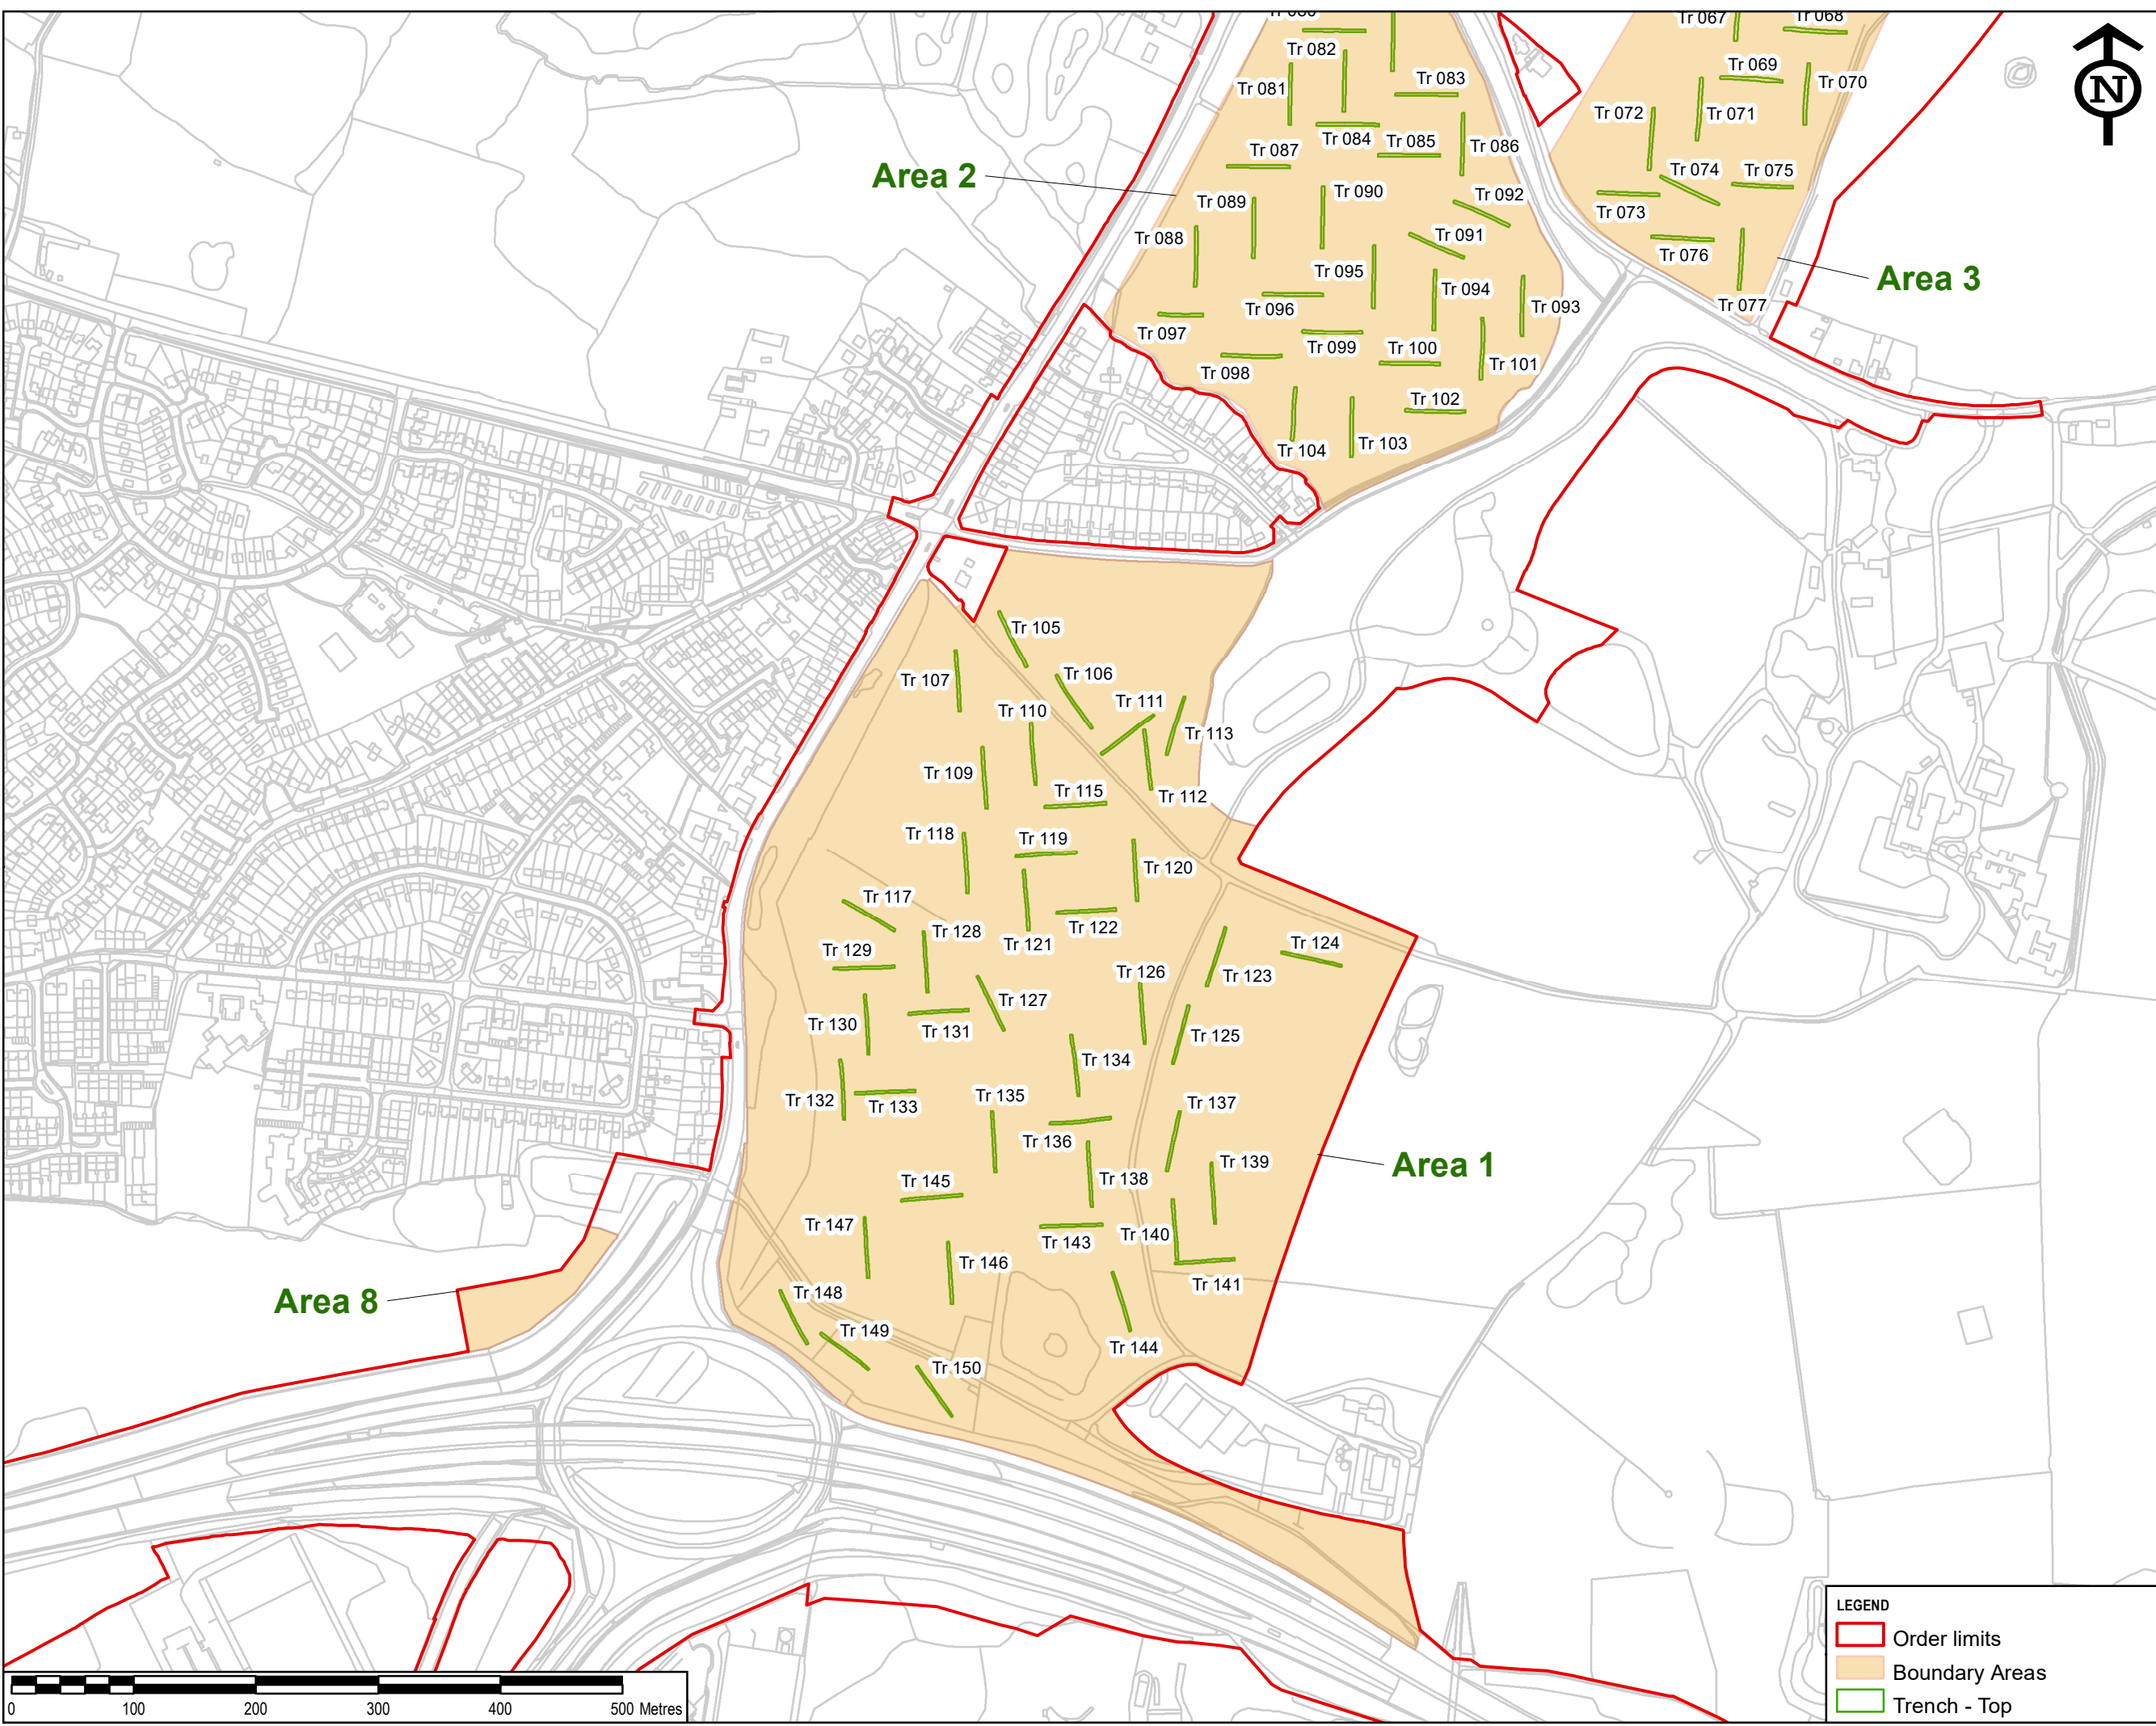 Tr 067
Tr 068
N
Tr 082
Tr 081
Tr 083
Tr 069
Tr 070
Tr 072
Tr 071
Tr 084
Tr 085
Tr 086
Tr 087
Area 2
Tr 074
Tr 075
Tr 090
Tr 092
Tr 089
Tr 073
Tr 088
Tr 091
Tr 076
Tr 095
Area 3
Tr 094
Tr 096
Tr 093
Tr 077
Tr 097
Tr 099
Tr 100
Tr 098
Tr 101
Tr 102
Tr 104
Tr 103
Tr 105
Tr 107
Tr 106
Tr 111
Tr 110
Tr 113
Tr 109
Tr 115
Tr 112
Tr 118
Tr 119
Tr 120
Tr 117
Tr 128
Tr 122
Tr 121
Tr 129
Tr 124
Tr 126
Tr 123
Tr 127
Tr 130
Tr 131
Tr 125
Tr 134
Tr 132
Tr 133
Tr 135
Tr 137
Tr 136
Tr 139
Area 1
Tr 145
Tr 138
Tr 147
Tr 143
Tr 140
Tr 146
Tr 141
Area 8
Tr 148
Tr 149
Tr 144
Tr 150
LEGEND
Order limits
Boundary Areas
Trench - Top
0 100 200 300 400 500 Metres